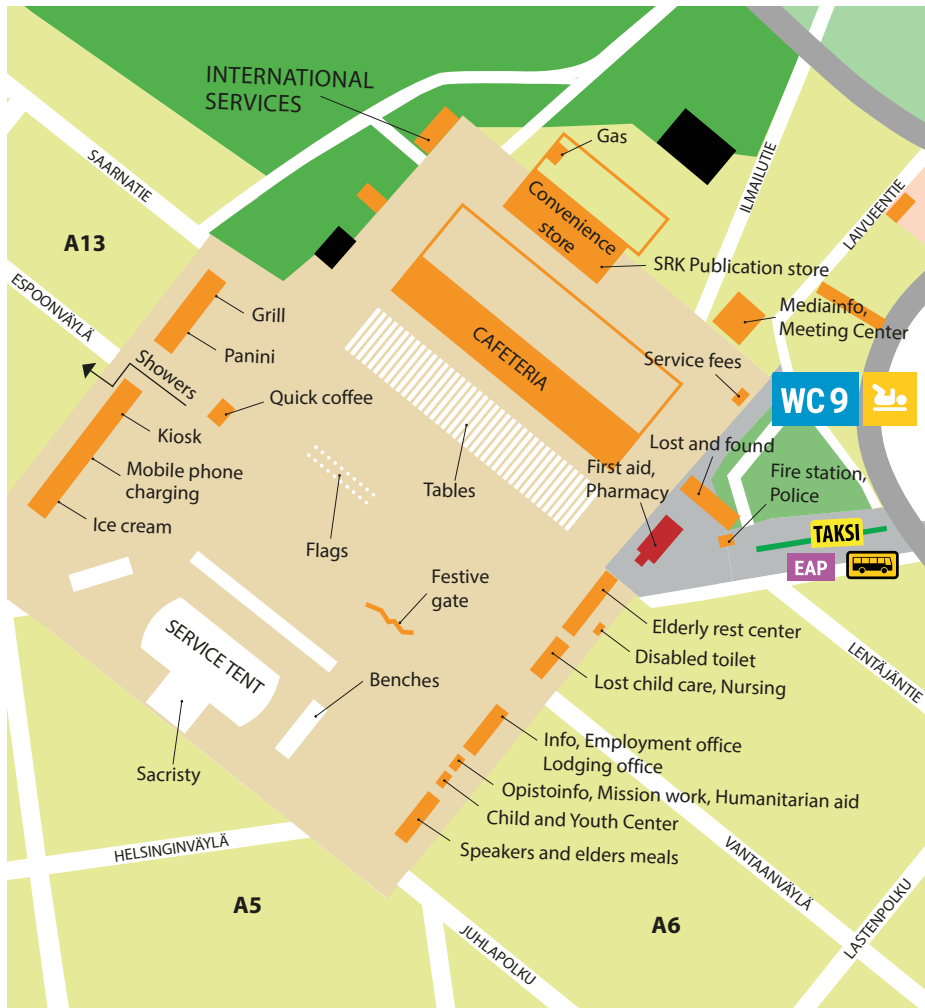 INTERNATIONAL
SERVICES
Gas
Convenience
store
SAARNATIE
ILMAILUTIE
LAIVUEENTIE
A13
SRK Publication store
ESPOONVÄYLÄ
Grill
Mediainfo,
Meeting Center
Panini
CAFETERIA
Service fees
Showers
WC 9
Quick coffee
Kiosk
Lost and found
Mobile phone
charging
Tables
First aid,
Pharmacy
Fire station,
Police
Ice cream
TAKSI
Flags
EAP
Festive
gate
SERVICE TENT
Elderly rest center
Disabled toilet
LENTÄJÄNTIE
Benches
Lost child care, Nursing
Info, Employment office
Lodging office
Sacristy
Opistoinfo, Mission work, Humanitarian aid
Child and Youth Center
HELSINGINVÄYLÄ
Speakers and elders meals
VANTAANVÄYLÄ
A5
A6
LASTENPOLKU
JUHLAPOLKU